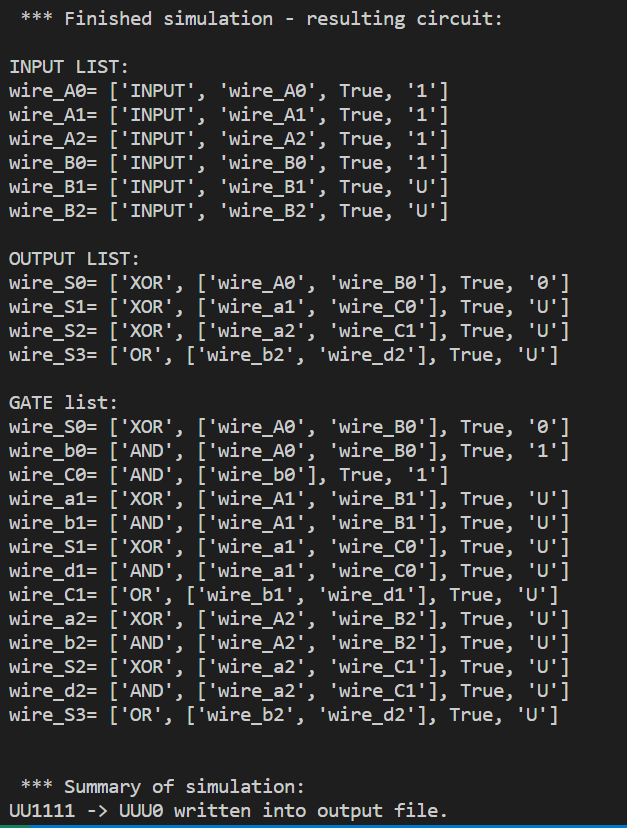 *** Finished simulation - resulting circuit:
INPUT LIST:
wire_A0= ['INPUT', 'wire_A0', True, '1']
wire_A1= ['INPUT', 'wire_A1', True, '1']
wire_A2= ['INPUT', 'wire_A2', True, '1']
wire_B0= ['INPUT', 'wire_B0', True, '1']
wire_B1= ['INPUT', 'wire_B1', True, 'U']
wire_B2= ['INPUT', 'wire_B2', True, 'U']
OUTPUT LIST:
wire_S0= ['XOR', ['wire_A0', 'wire_B0'], True, '0']
wire_S1= ['XOR', ['wire_a1', 'wire_C0'], True, 'U']
wire_S2= ['XOR', ['wire_a2', 'wire_C1'], True, 'U']
wire_S3= ['OR', ['wire_b2', 'wire_d2'], True, 'U']
GATE list:
wire_S0= ['XOR', ['wire_A0', 'wire_B0'], True, '0']
wire_b0= ['AND', ['wire_A0', 'wire_B0'], True, '1']
wire_C0= ['AND', ['wire_b0'], True, '1']
wire_a1= ['XOR', ['wire_A1', 'wire_B1'], True, 'U']
wire_b1= ['AND', ['wire_A1', 'wire_B1'], True, 'U']
wire_S1= ['XOR', ['wire_a1', 'wire_C0'], True, 'U']
wire_d1= ['AND', ['wire_a1', 'wire_C0'], True, 'U']
wire_C1= ['OR', ['wire_b1', 'wire_d1'], True, 'U']
wire_a2= ['XOR', ['wire_A2', 'wire_B2'], True, 'U']
wire_b2= ['AND', ['wire_A2', 'wire_B2'], True, 'U']
wire_S2= ['XOR', ['wire_a2', 'wire_C1'], True, 'U']
wire_d2= ['AND', ['wire_a2', 'wire_C1'], True, 'U']
wire_S3= ['OR', ['wire_b2', 'wire_d2'], True, 'U']
*** Summary of simulation:
UU1111 -> UUU0 written into output file.